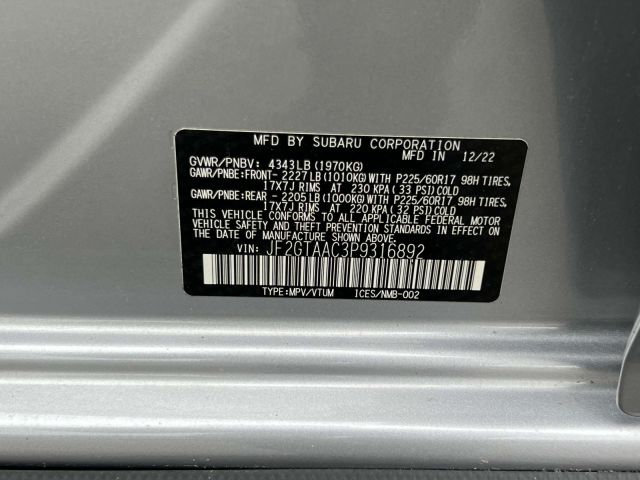 MFD BY SUBARU CORPORATION
MFD IN 12/22
GVWR/PNBV: 4343LB (1970KG)
GAWR/PNBE:FRONT- 2227LB (1010KG) WITH P225/60R17 98H TIRES,
17X7J RIMS AT 230 KPA (33 PSI) COLD
GAWR/PNBE:REAR - 2205LB (1000KG) WITH P225/60R17 98H TIRES,
17X7J RIMS AT 220 KPA (32 PSI) COLD
THIS VEHICLE CONFORMS TO ALL APPLICABLE FEDERAL MOTOR
VEHICLE SAFETY AND THEFT PREVENTION STANDARDS IN EFFECT
ON THE DATE OF MANUFACTURE SHOWN ABOVE.
VIN: JF2GTAAC3P9316892
TYPE:MPV/VTUM ICES/NMB-002